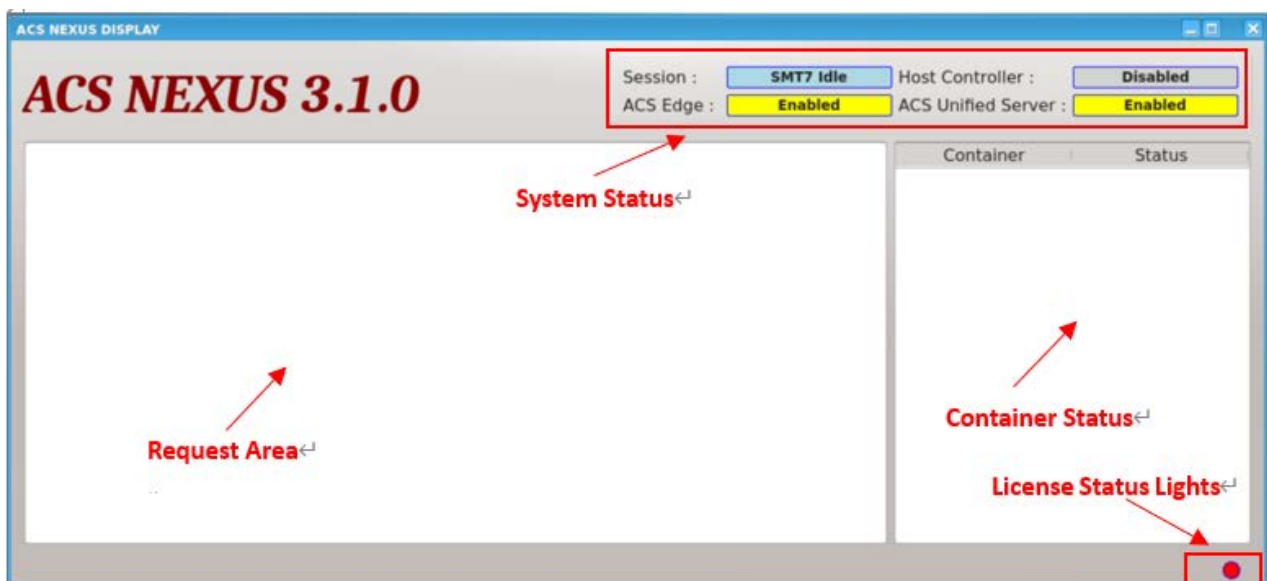 ACS NEXUS DISPLAY
ACS NEXUS 3.1.0
Session : SMT7 Idle Host Controller : Disabled
ACS Edge : Enabled ACS Unified Server : Enabled
Container Status
System Status↵
Container Status↵
Request Area↵
License Status Lights↵